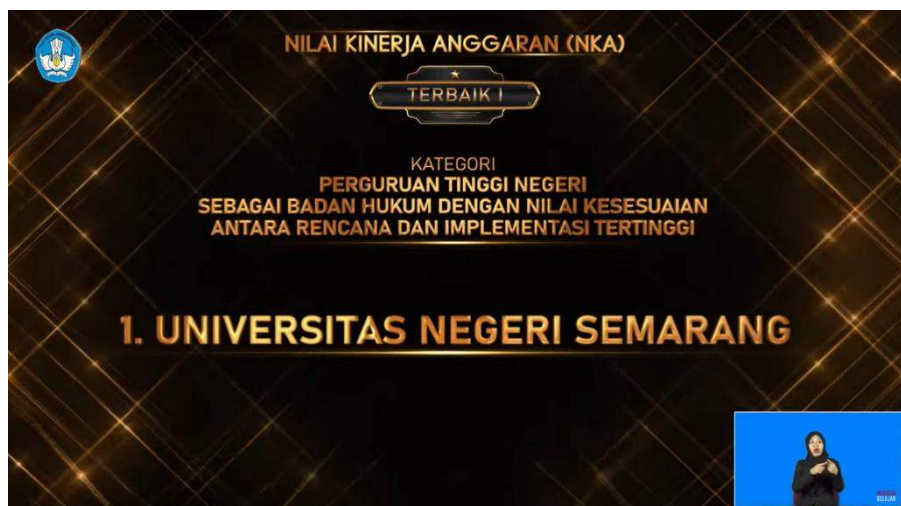 NILAI KINERJA ANGGARAN (NKA)
TERBAIK I
KATEGORI
PERGURUAN TINGGI NEGERI
SEBAGAI BADAN HUKUM DENGAN NILAI KESESUAIAN
ANTARA RENCANA DAN IMPLEMENTASI TERTINGGI
1. UNIVERSITAS NEGERI SEMARANG
BELAJAR